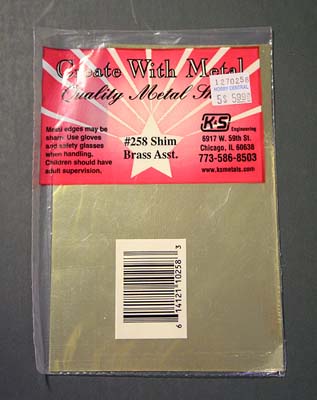 Create With Metal
Quality Metal
1270258
HOBBY CENTRAL
Metal edges may be
sharp. Use gloves
and safety glasses
when handling.
Children should have
adult supervision.
#258 Shim
Brass Asst.
K&S Engineering
6917 W. 59th St.
Chicago, IL 60638
773-586-8503
www.ksmetals.com
6 14121 10258 3